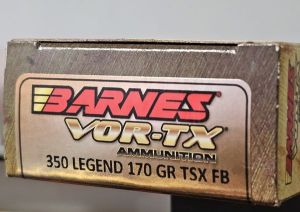 BARNES
VOR-TX
AMMUNITION
350 LEGEND 170 GR TSX FB